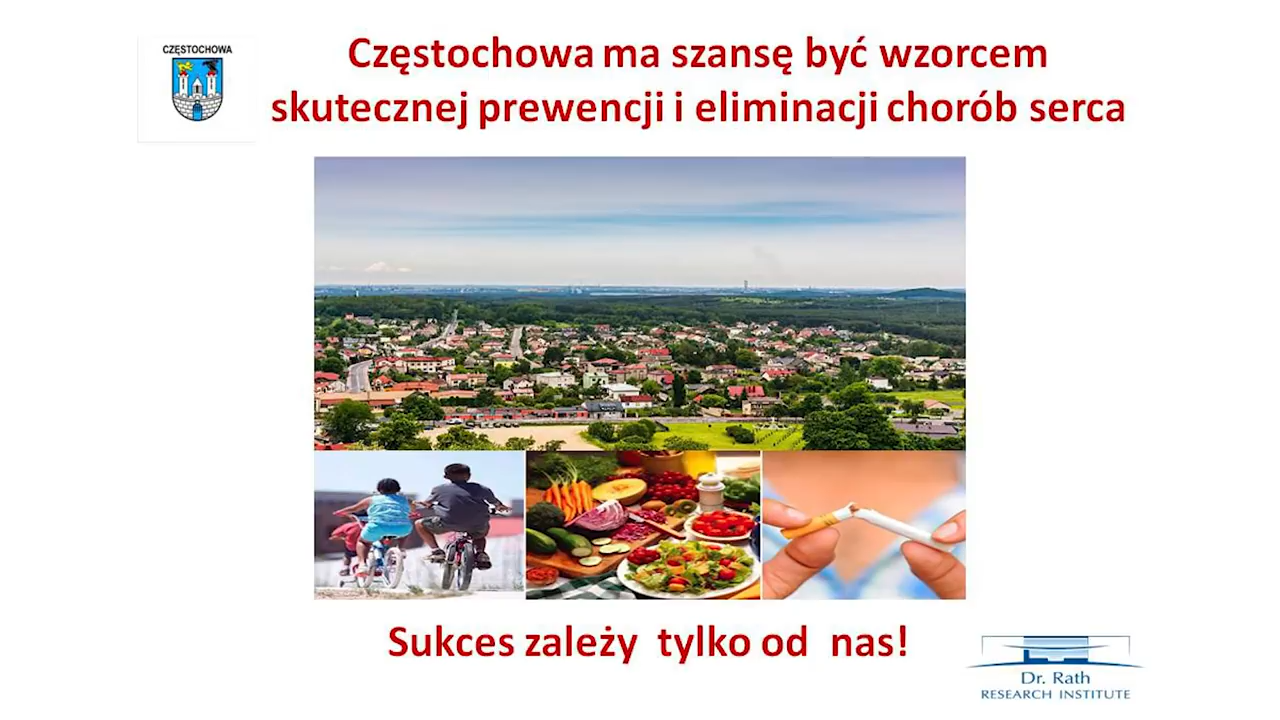 CZĘSTOCHOWA
Częstochowa ma szansę być wzorcem
skutecznej prewencji i eliminacji chorób serca
Sukces zależy tylko od nas!
Dr. Rath
RESEARCH INSTITUTE